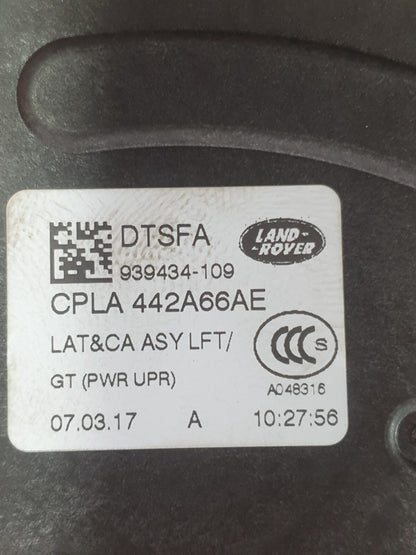 DTSFA
LAND
ROVER
939434-109
CPLA 442A66AE
LAT&CA ASY LFT/
GT (PWR UPR)
CCC S
A048316
07.03.17 A 10:27:56